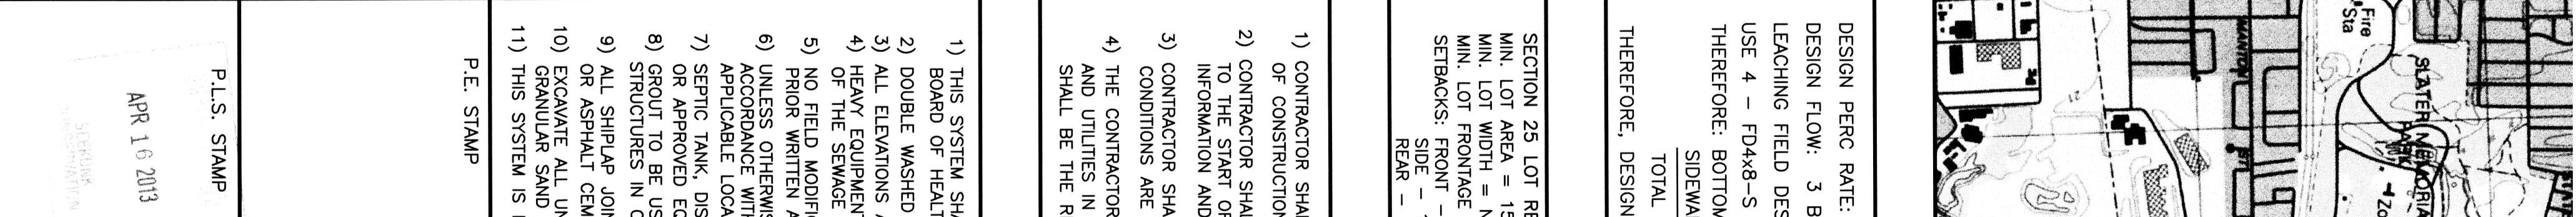 Fire
Sta
SLATER MEMORIA
PARK
MANTON
DESIGN PERC RATE:
DESIGN FLOW: 3 B
LEACHING FIELD DES
USE 4 - FD4x8-S
THEREFORE: BOTTOM
SIDEWA
TOTAL
THEREFORE, DESIGN
SECTION 25 LOT RE
MIN. LOT AREA = 15
MIN. LOT WIDTH = N
MIN. LOT FRONTAGE
SETBACKS: FRONT -
SIDE -
REAR -
1) CONTRACTOR SHAL
OF CONSTRUCTION
2) CONTRACTOR SHAL
TO THE START OF
INFORMATION AND
3) CONTRACTOR SHA
CONDITIONS ARE
4) THE CONTRACTOR
AND UTILITIES IN
SHALL BE THE R
1) THIS SYSTEM SHA
BOARD OF HEALT
2) DOUBLE WASHED
3) ALL ELEVATIONS
4) HEAVY EQUIPMENT
OF THE SEWAGE
5) NO FIELD MODIFI
PRIOR WRITTEN A
6) UNLESS OTHERWIS
ACCORDANCE WITH
APPLICABLE LOCA
7) SEPTIC TANK, DIS
OR APPROVED EQ
8) GROUT TO BE US
STRUCTURES IN C
9) ALL SHIPLAP JOIN
OR ASPHALT CEM
10) EXCAVATE ALL UN
GRANULAR SAND
11) THIS SYSTEM IS
P.E. STAMP
P.L.S. STAMP
APR 16 2013
SEEKONK